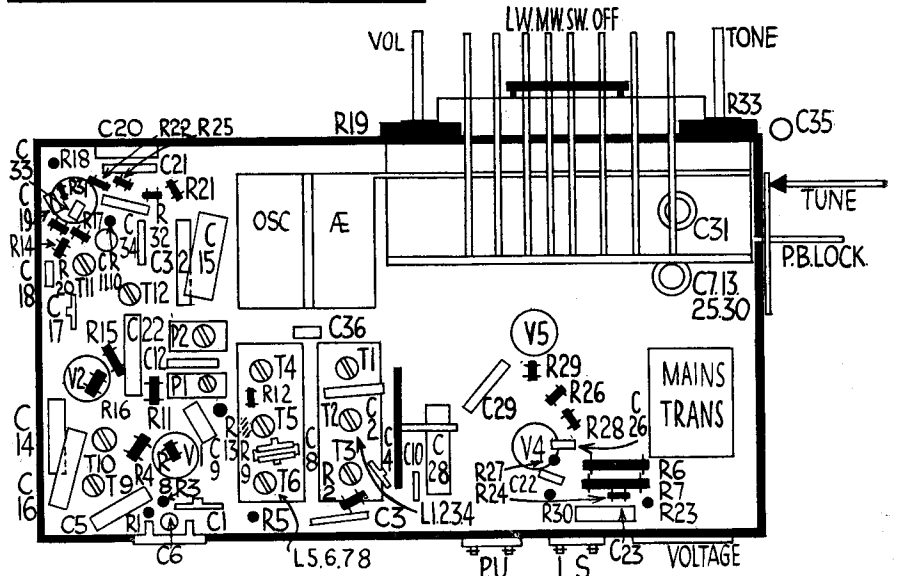 LW.MW.SW.OFF
VOL
TONE
R19
R33
C35
C20
R22
R25
C33
R18
C21
R31
R21
C19
R17
R14
C34
R32
C32
C15
OSC
Æ
C31
TUNE
P.B.LOCK.
C18
R20
T11
CR
T12
C7.13.
25.30
C17
R15
C22
P2
C36
V5
C12
P1
V2
T4
T1
R29
MAINS
TRANS
R16
R11
R12
C29
R26
C26
R28
C14
T10
R4
V1
C9
R13
T5
R9
C8
T2
C2
C4
C10
C28
V4
R27
R6
T9
R8
R3
T6
T3
R2
R24
C22
R7
C16
C5
R1
C1
R5
C3
L1.2.3.4
R30
R23
C6
L5.6.7.8
PU
LS
C23
VOLTAGE